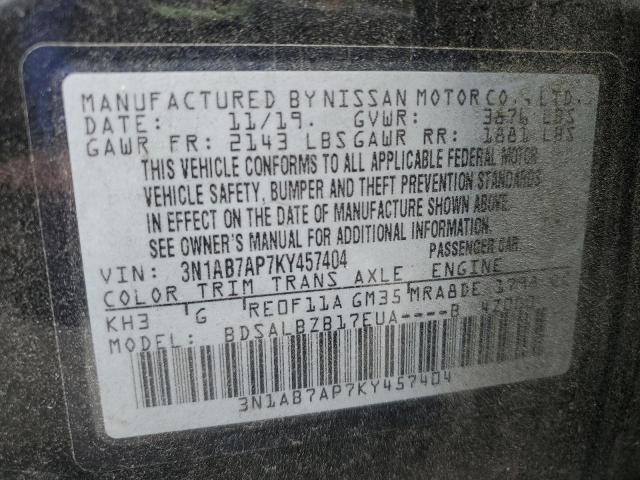 MANUFACTURED BY NISSAN MOTOR CO., LTD.
DATE: 11/19. GVWR: 3876 LBS
GAWR FR: 2143 LBS GAWR RR: 1881 LBS
THIS VEHICLE CONFORMS TO ALL APPLICABLE FEDERAL MOTOR
VEHICLE SAFETY, BUMPER AND THEFT PREVENTION STANDARDS
IN EFFECT ON THE DATE OF MANUFACTURE SHOWN ABOVE.
SEE OWNER'S MANUAL FOR ADDITIONAL INFORMATION.
VIN: 3N1AB7AP7KY457404 PASSENGER CAR
COLOR TRIM TRANS AXLE ENGINE
KH3 G RE0F11A GM35 MRA8DE
MODEL: BDSALBZB17EUA----B
3N1AB7AP7KY457404